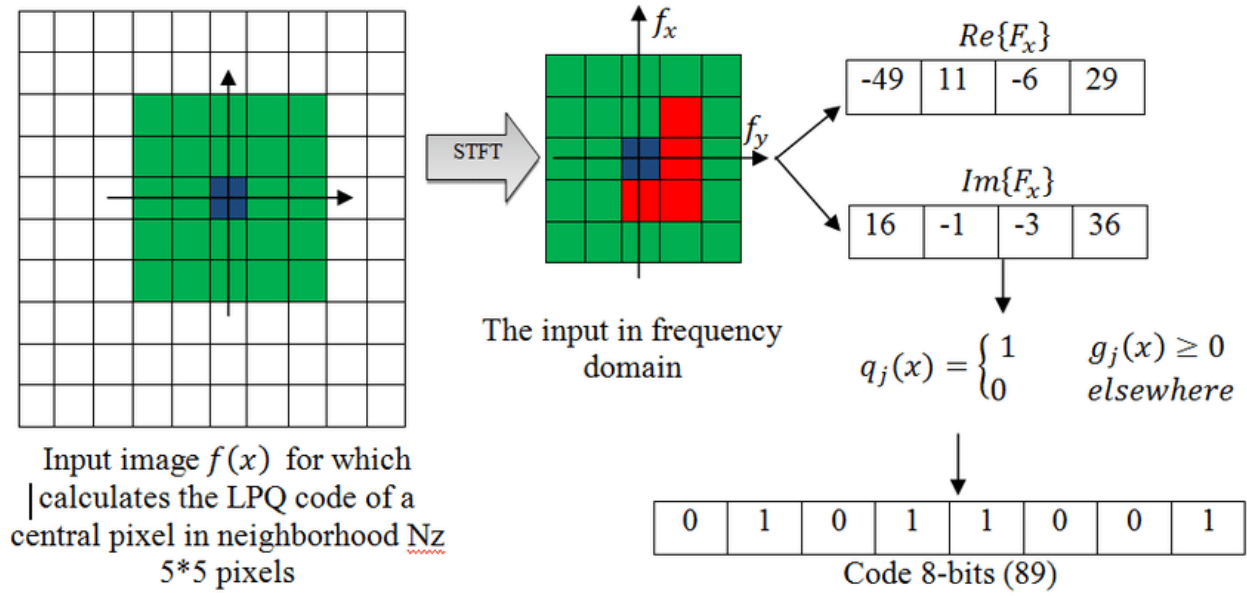 Input image f(x) for which
calculates the LPQ code of a
central pixel in neighborhood Nz
5*5 pixels
STFT
f_x
f_y
The input in frequency
domain
Re{F_x}
-49 11 -6 29
Im{F_x}
16 -1 -3 36
q_j(x) = { 1 g_j(x) ≥ 0
0 elsewhere
0 1 0 1 1 0 0 1
Code 8-bits (89)